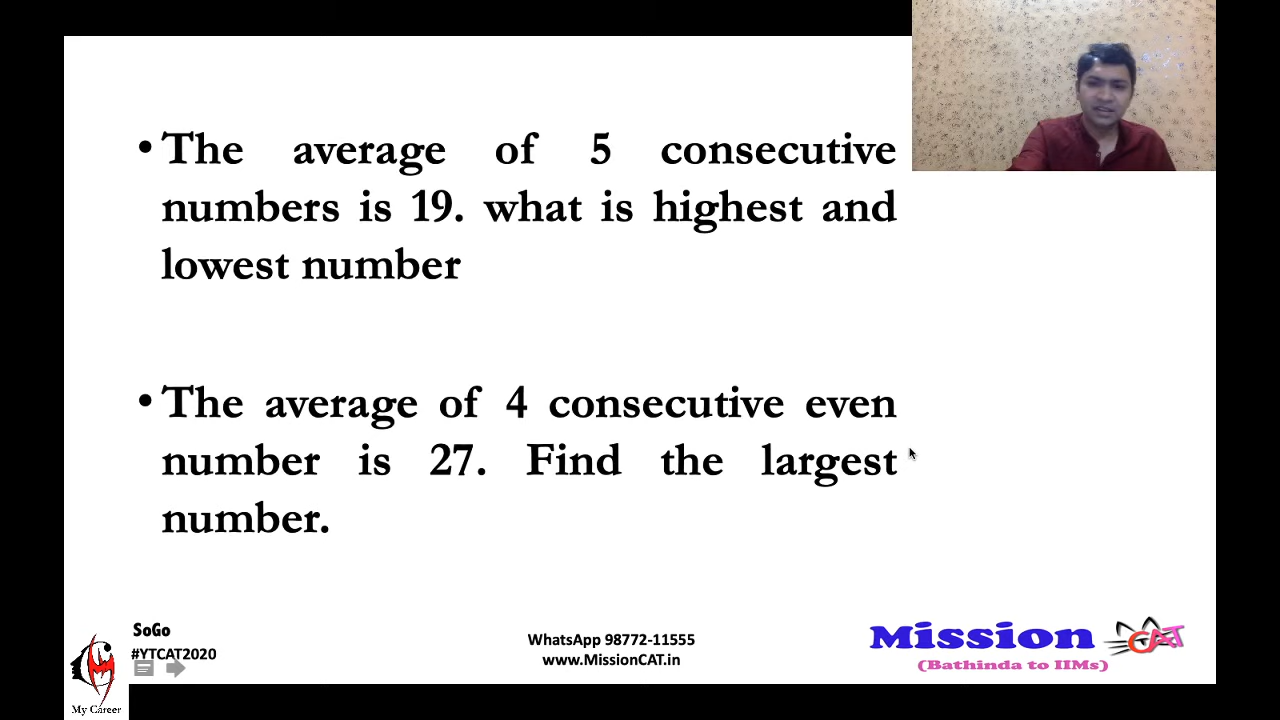 • The average of 5 consecutive
numbers is 19. what is highest and
lowest number
• The average of 4 consecutive even
number is 27. Find the largest
number.
SoGo
#YTCAT2020
WhatsApp 98772-11555
www.MissionCAT.in
Mission CAT
(Bathinda to IIMs)
My Career